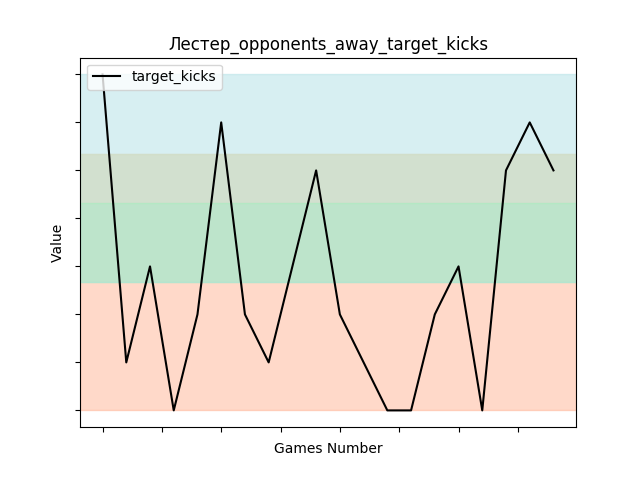 Лестер_opponents_away_target_kicks
target_kicks
Value
Games Number